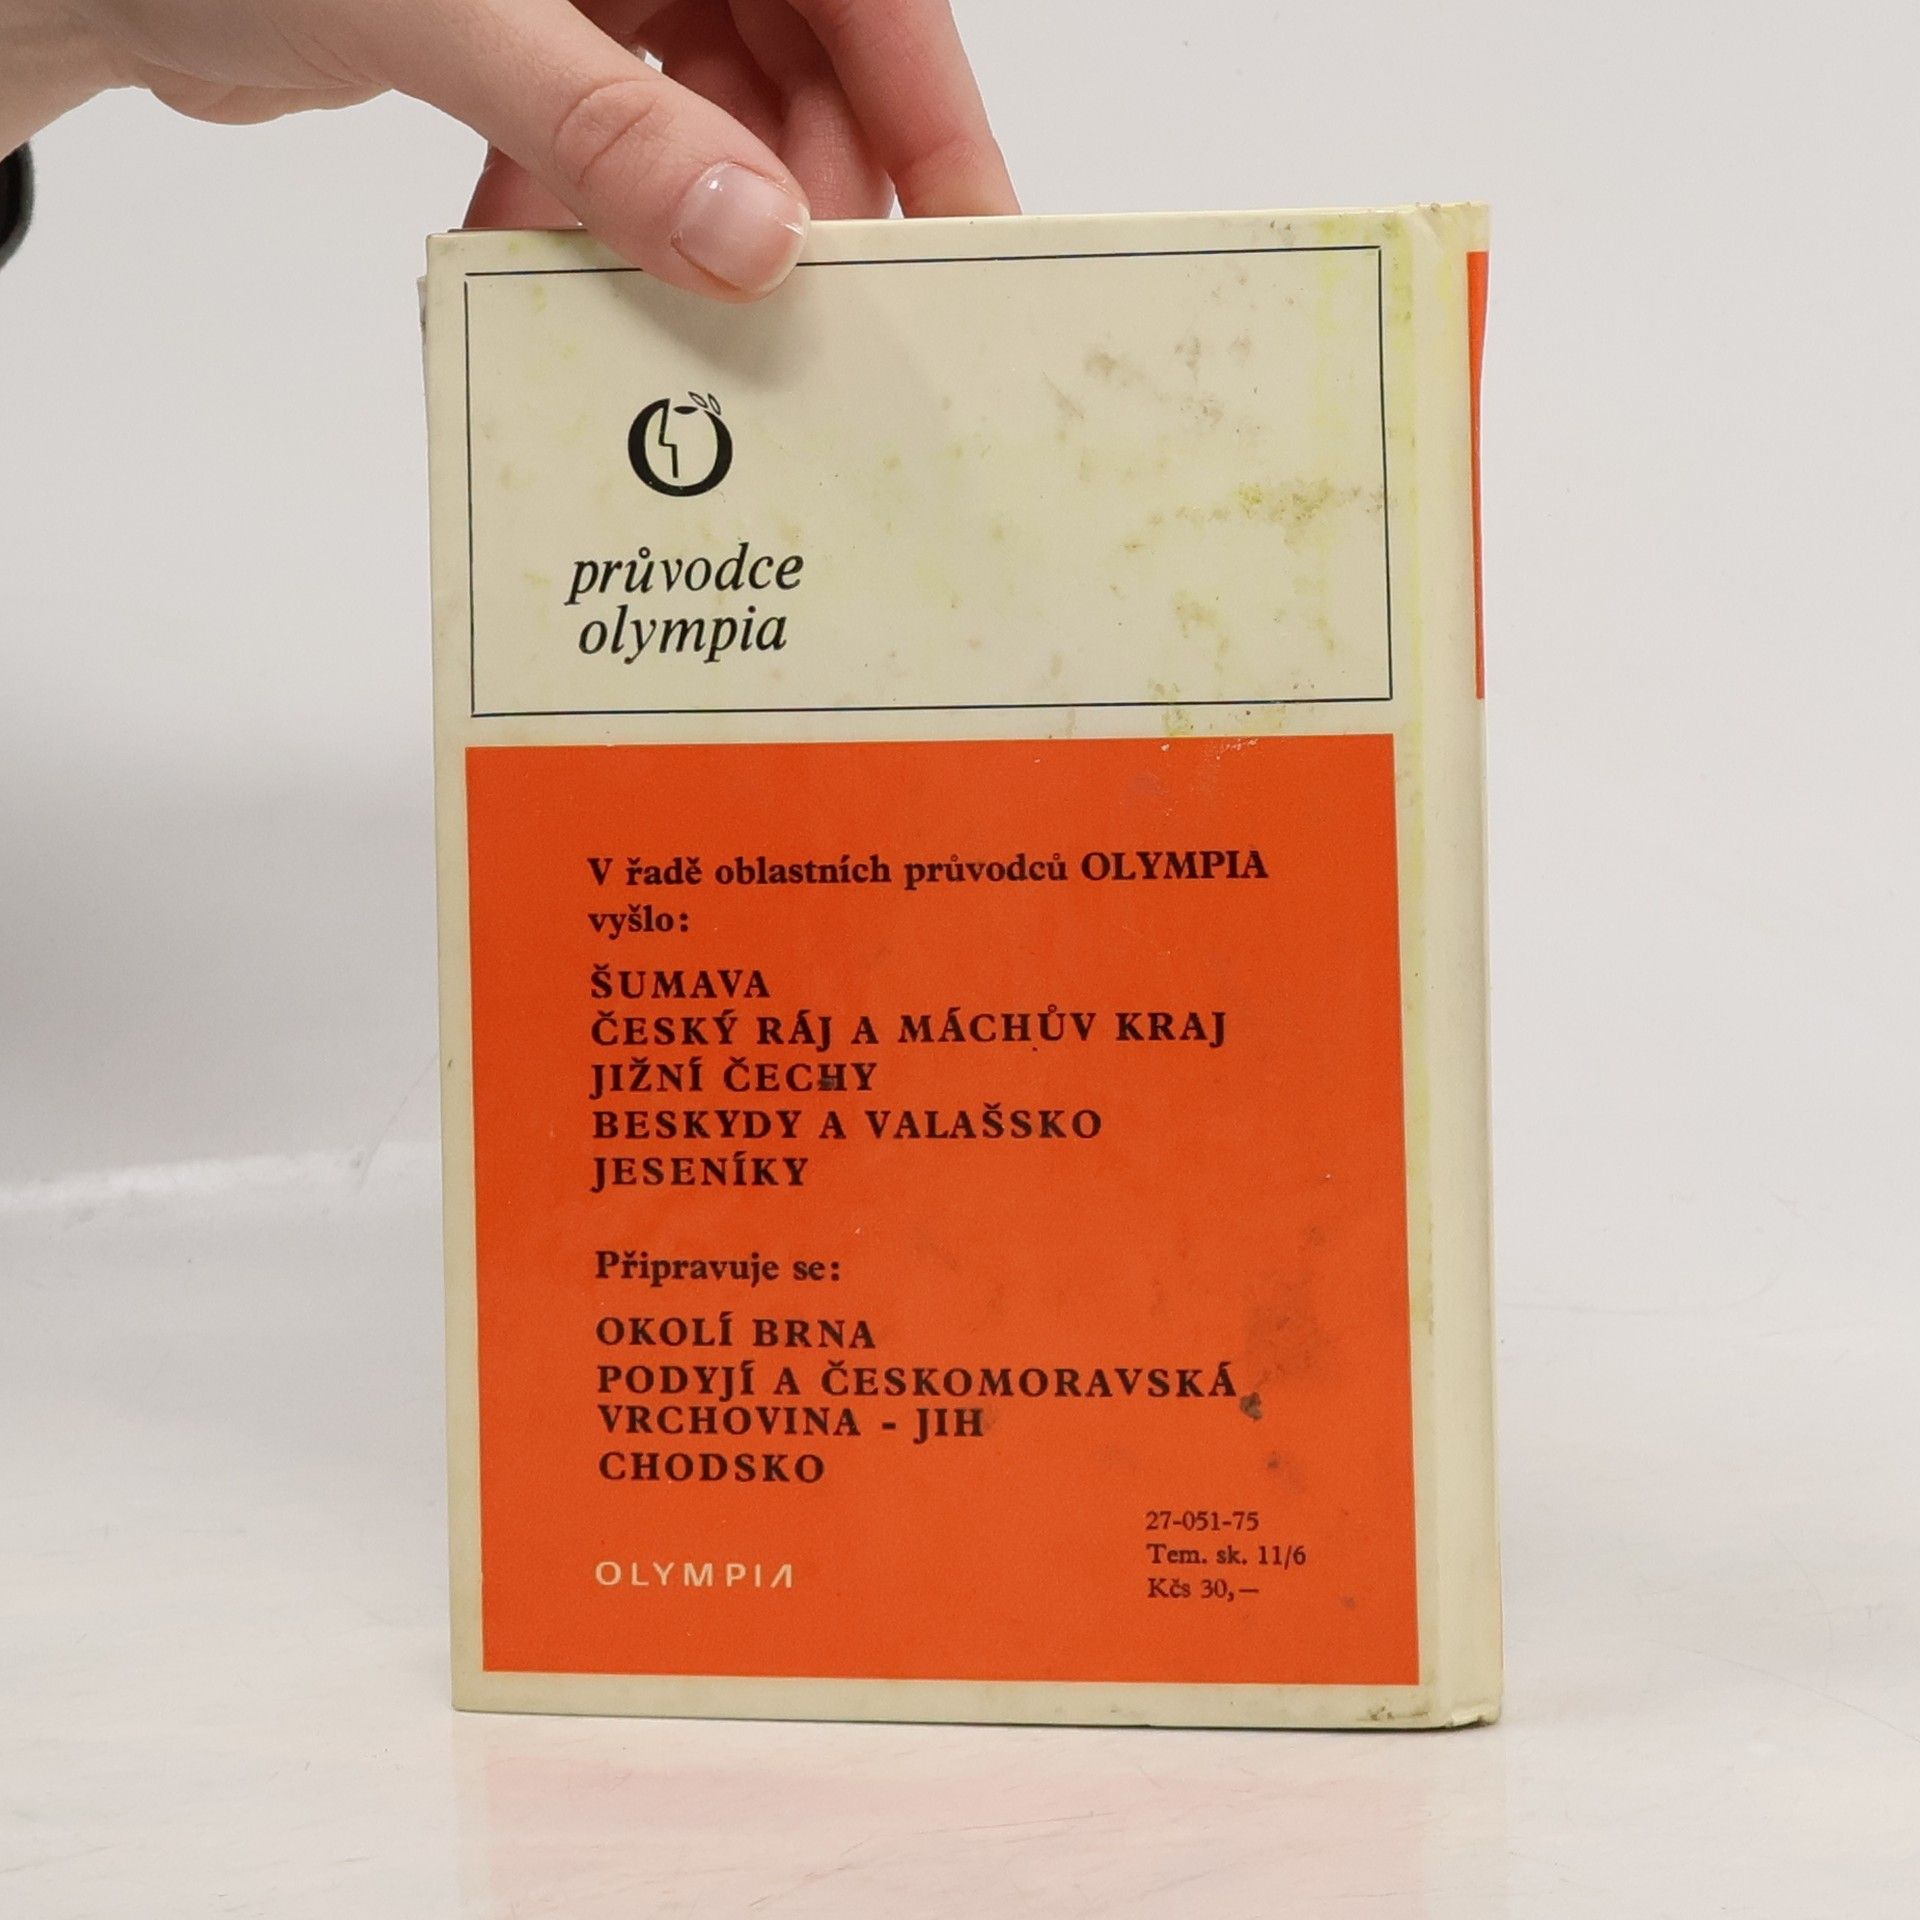 průvodce
olympia
V řadě oblastních průvodců OLYMPIA
vyšlo:
ŠUMAVA
ČESKÝ RÁJ A MÁCHŮV KRAJ
JIŽNÍ ČECHY
BESKYDY A VALAŠSKO
JESENÍKY
Připravuje se:
OKOLÍ BRNA
PODYJÍ A ČESKOMORAVSKÁ
VRCHOVINA - JIH
CHODSKO
27-051-75
Tem. sk. 11/6
Kčs 30,—
OLYMPIA